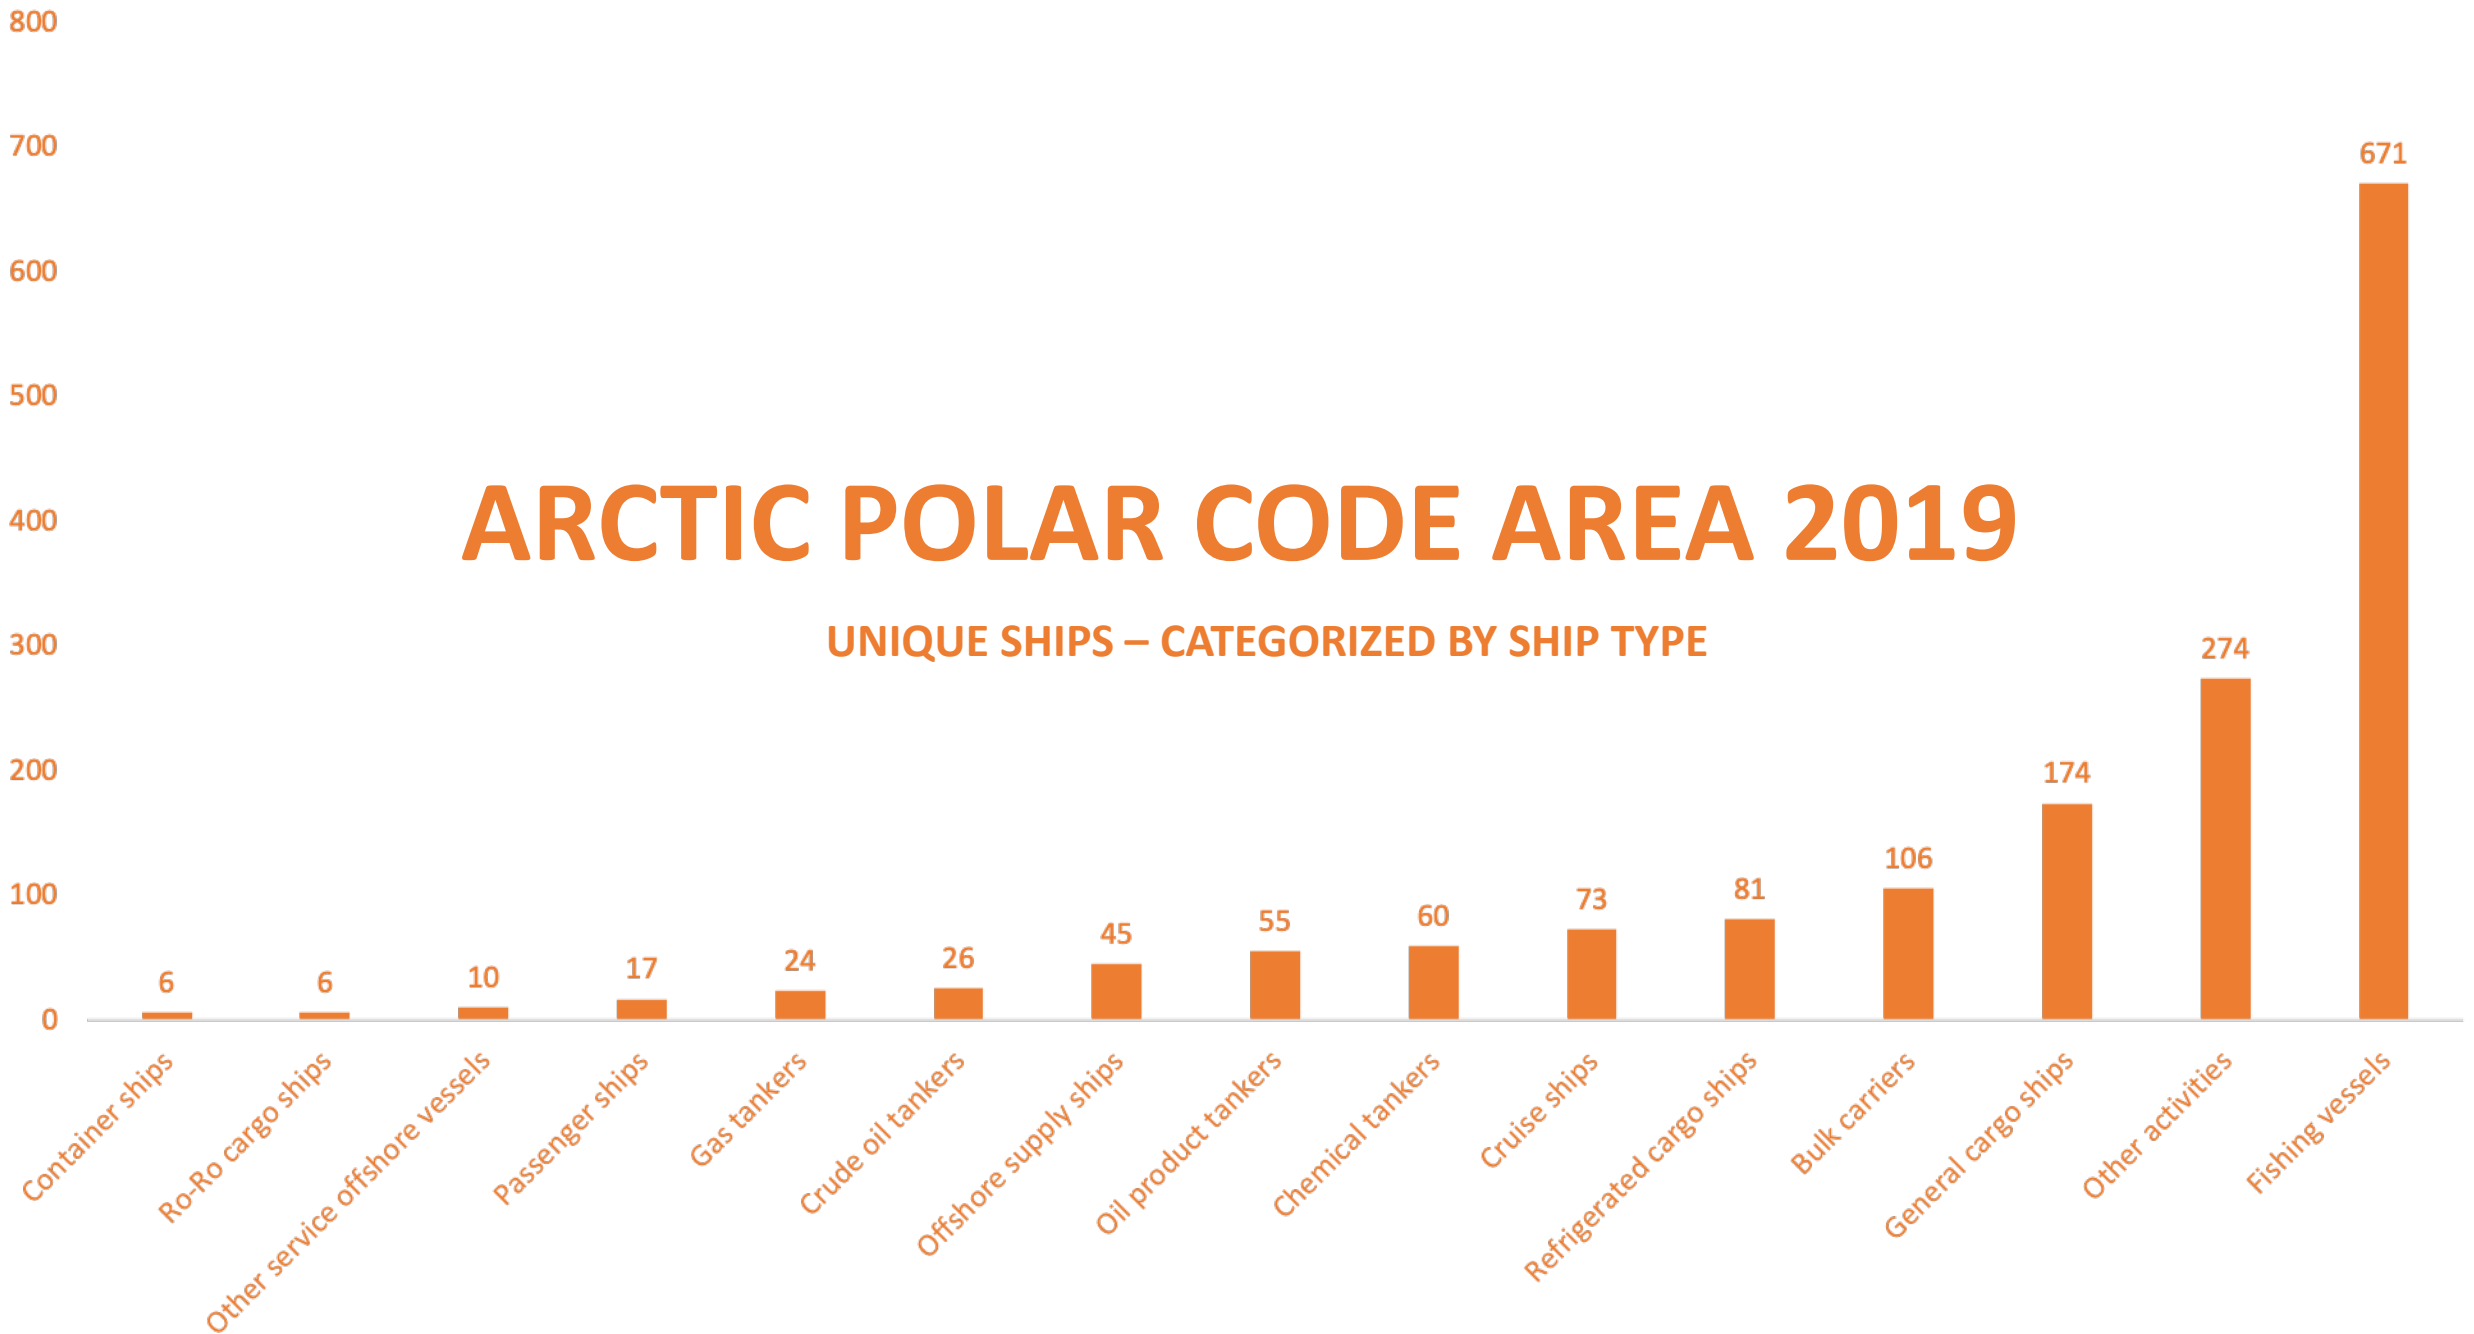 800
700
600
500
400
300
200
100
0
ARCTIC POLAR CODE AREA 2019
UNIQUE SHIPS – CATEGORIZED BY SHIP TYPE
6
6
10
17
24
26
45
55
60
73
81
106
174
274
671
Container ships
Ro-Ro cargo ships
Other service offshore vessels
Passenger ships
Gas tankers
Crude oil tankers
Offshore supply ships
Oil product tankers
Chemical tankers
Cruise ships
Refrigerated cargo ships
Bulk carriers
General cargo ships
Other activities
Fishing vessels